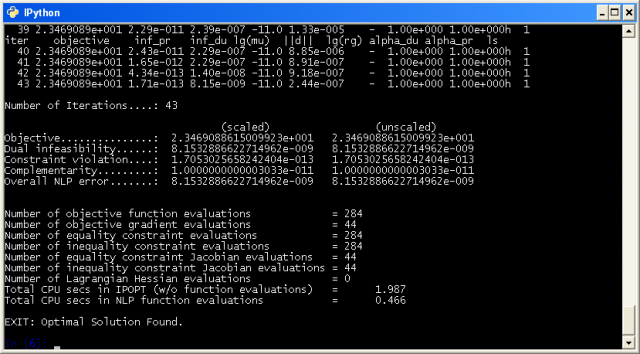 IPython
39 2.3469089e+001 2.29e-011 2.39e-007 -11.0 1.33e-005    -  1.00e+000 1.00e+000h  1
iter    objective    inf_pr   inf_du lg(mu)  ||d||  lg(rg) alpha_du alpha_pr  ls
40 2.3469089e+001 2.43e-011 2.29e-007 -11.0 8.85e-006    -  1.00e+000 1.00e+000h  1
41 2.3469089e+001 1.65e-012 2.29e-007 -11.0 8.91e-007    -  1.00e+000 1.00e+000h  1
42 2.3469089e+001 4.34e-013 1.40e-008 -11.0 9.18e-007    -  1.00e+000 1.00e+000h  1
43 2.3469089e+001 1.71e-013 8.15e-009 -11.0 2.44e-007    -  1.00e+000 1.00e+000h  1
Number of Iterations....: 43
(scaled)                 (unscaled)
Objective...............:  2.3469088615009923e+001   2.3469088615009923e+001
Dual infeasibility......:  8.1532886622714962e-009   8.1532886622714962e-009
Constraint violation....:  1.7053025658242404e-013   1.7053025658242404e-013
Complementarity.........:  1.0000000000003033e-011   1.0000000000003033e-011
Overall NLP error.......:  8.1532886622714962e-009   8.1532886622714962e-009
Number of objective function evaluations             = 284
Number of objective gradient evaluations             = 44
Number of equality constraint evaluations            = 284
Number of inequality constraint evaluations          = 284
Number of equality constraint Jacobian evaluations   = 44
Number of inequality constraint Jacobian evaluations = 44
Number of Lagrangian Hessian evaluations             = 0
Total CPU secs in IPOPT (w/o function evaluations)   =      1.987
Total CPU secs in NLP function evaluations           =      0.466
EXIT: Optimal Solution Found.
In [6]: